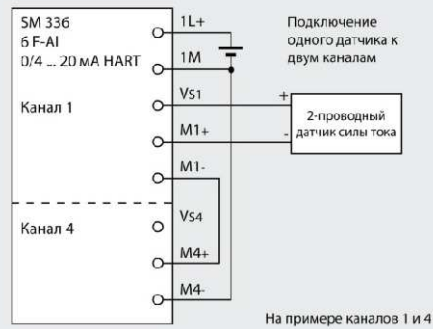 SM 336
6 F-AI
0/4 ... 20 мА HART
1L+
1M
Подключение
одного датчика к
двум каналам
Канал 1
Vs1
M1+
M1-
+
-
2-проводный
датчик силы тока
Канал 4
Vs4
M4+
M4-
На примере каналов 1 и 4